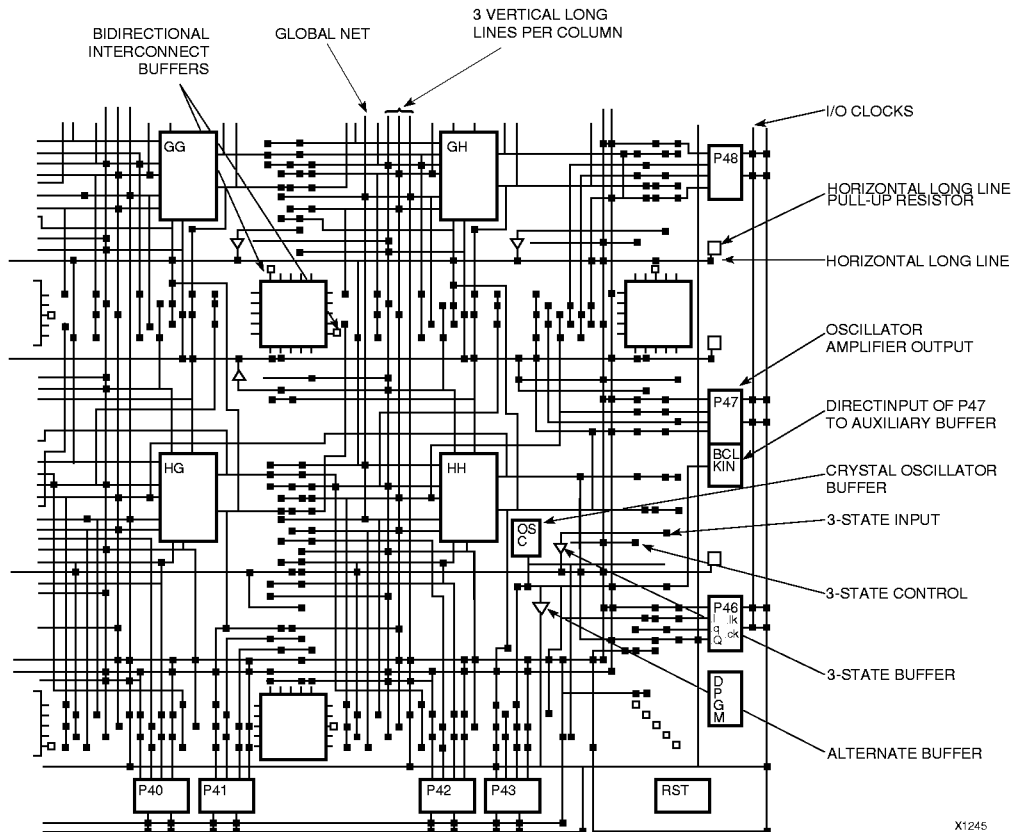 3 VERTICAL LONG
LINES PER COLUMN
BIDIRECTIONAL
INTERCONNECT
BUFFERS
GLOBAL NET
I/O CLOCKS
GG
GH
P48
HORIZONTAL LONG LINE
PULL-UP RESISTOR
HORIZONTAL LONG LINE
OSCILLATOR
AMPLIFIER OUTPUT
P47
DIRECTINPUT OF P47
TO AUXILIARY BUFFER
BCL
KIN
HG
HH
CRYSTAL OSCILLATOR
BUFFER
OS
C
3-STATE INPUT
3-STATE CONTROL
P46
I .lk
q
Q ck
3-STATE BUFFER
D
P
G
M
ALTERNATE BUFFER
P40
P41
P42
P43
RST
X1245